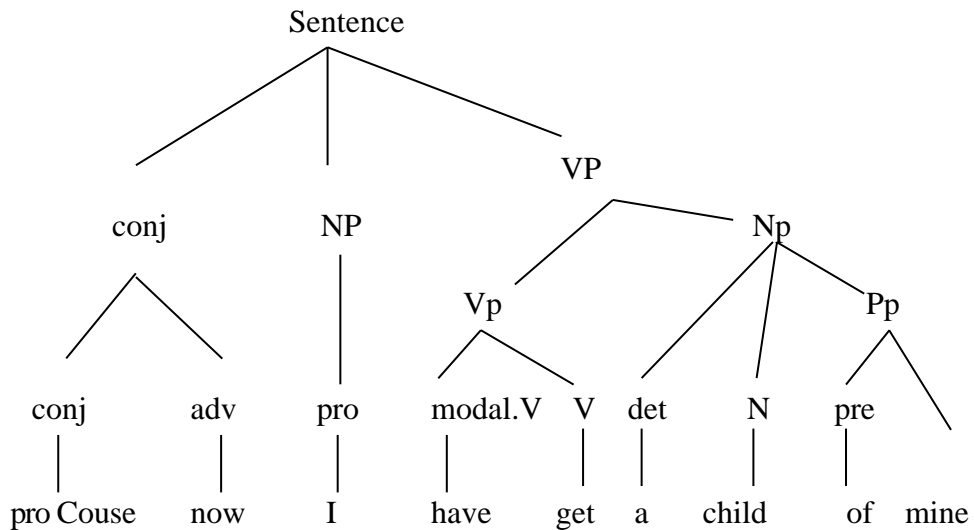 Sentence
VP
conj NP Np
Vp Pp
conj adv pro modal.V V det N pre
pro Couse now I have get a child of mine